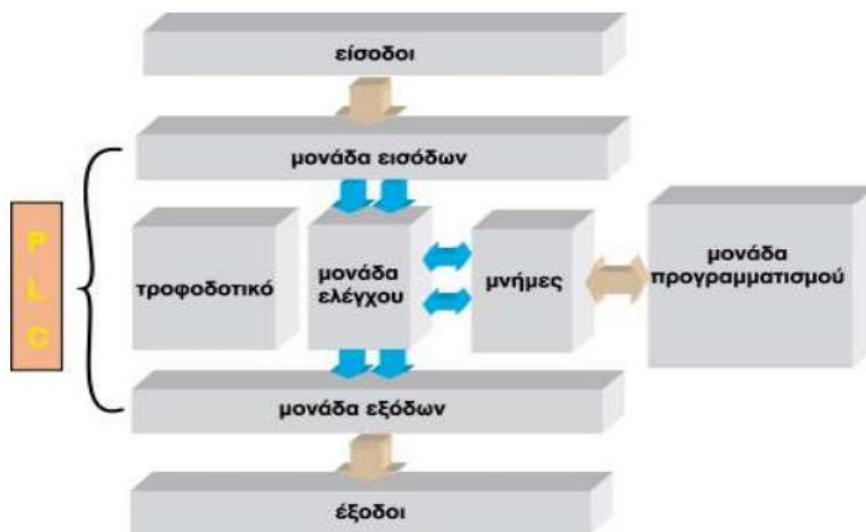 είσοδοι
μονάδα εισόδων
P
L
C
τροφοδοτικό
μονάδα
ελέγχου
μνήμες
μονάδα
προγραμματισμού
μονάδα εξόδων
έξοδοι